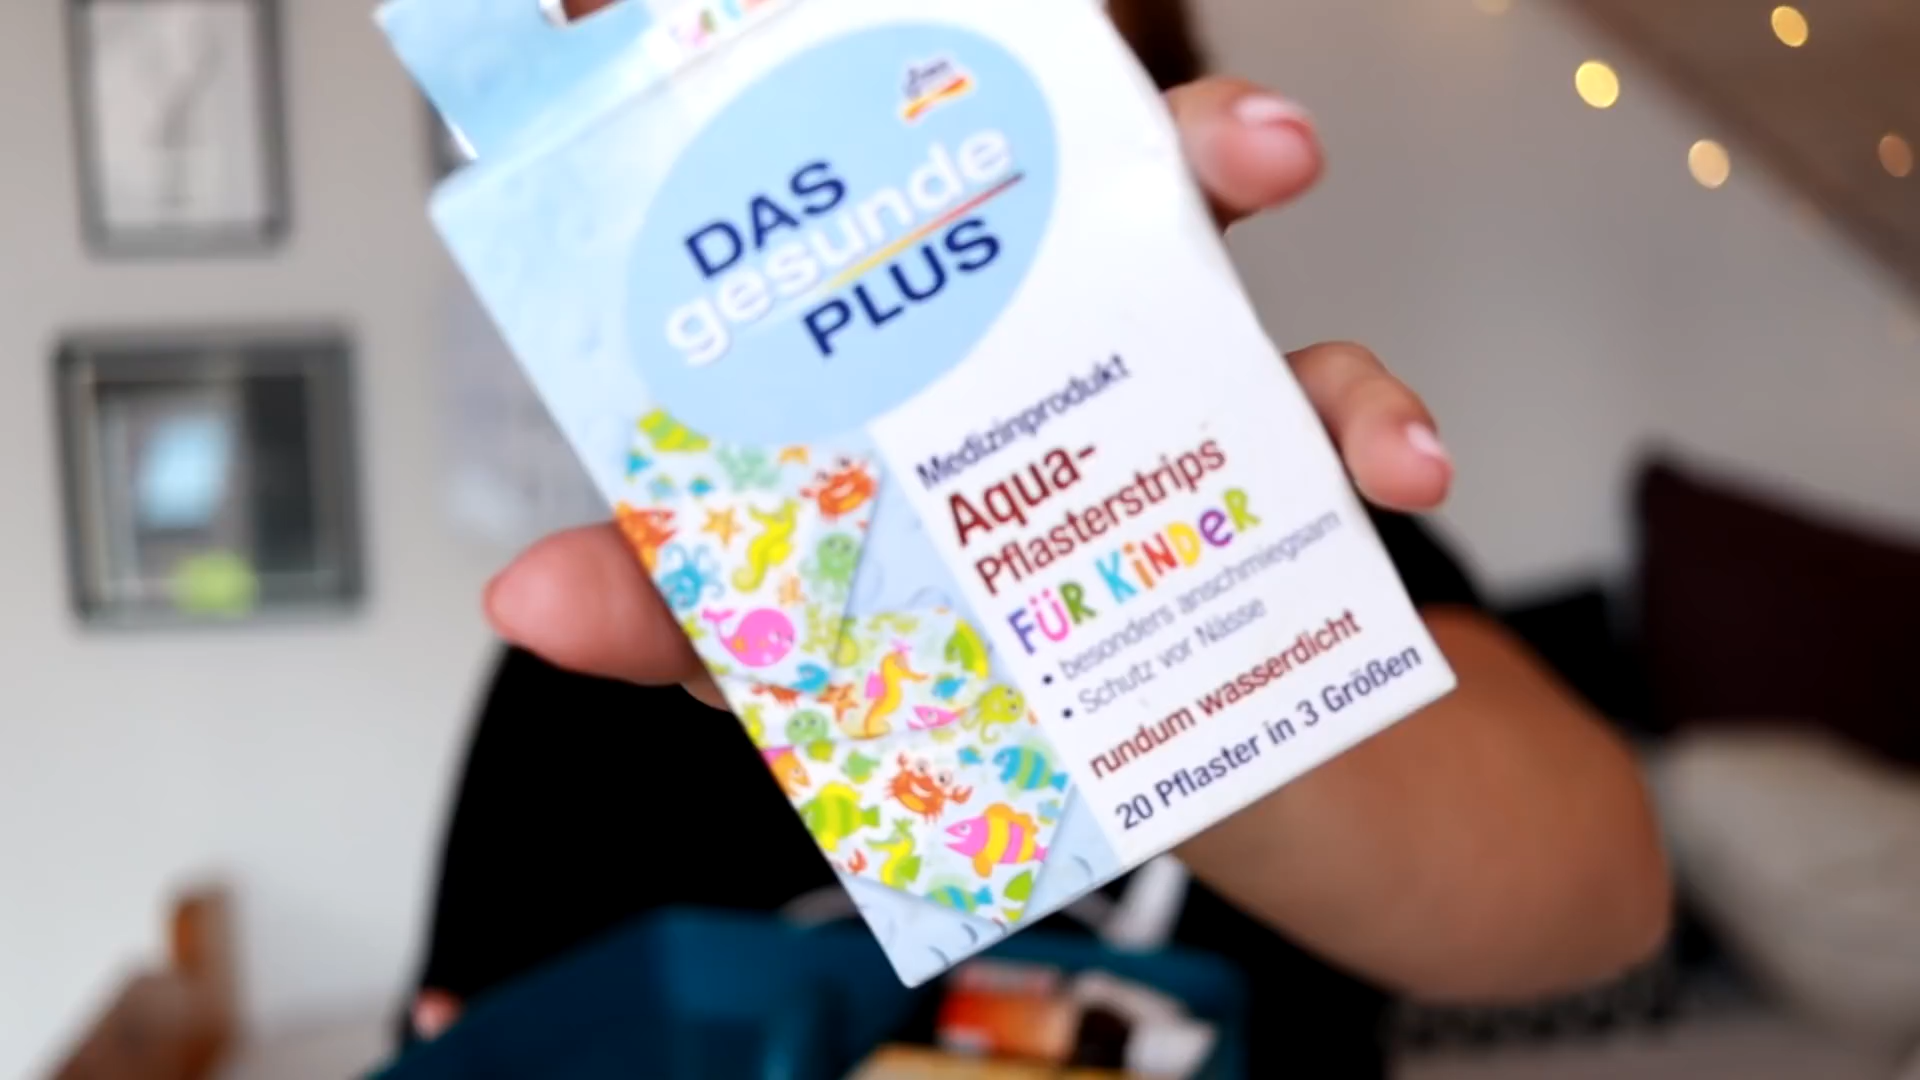 dm
DAS
gesunde
PLUS
Medizinprodukt
Aqua-
Pflasterstrips
FÜR KiNDeR
• besonders anschmiegsam
• Schutz vor Nässe
rundum wasserdicht
20 Pflaster in 3 Größen